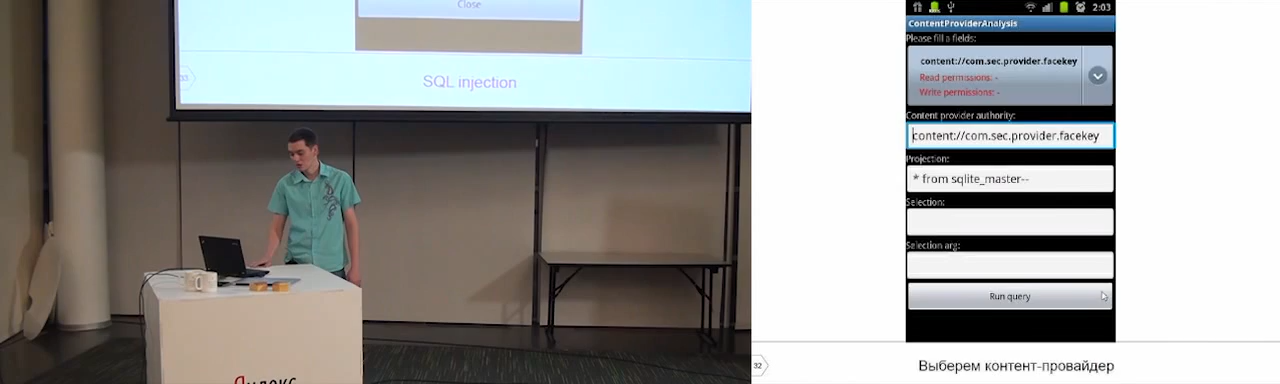 Close
33
SQL injection
Яндекс
2:03
ContentProviderAnalysis
Please fill a fields:
content://com.sec.provider.facekey
Read permissions: -
Write permissions: -
Content provider authority:
content://com.sec.provider.facekey
Projection:
* from sqlite_master--
Selection:
Selection arg:
Run query
32
Выберем контент-провайдер